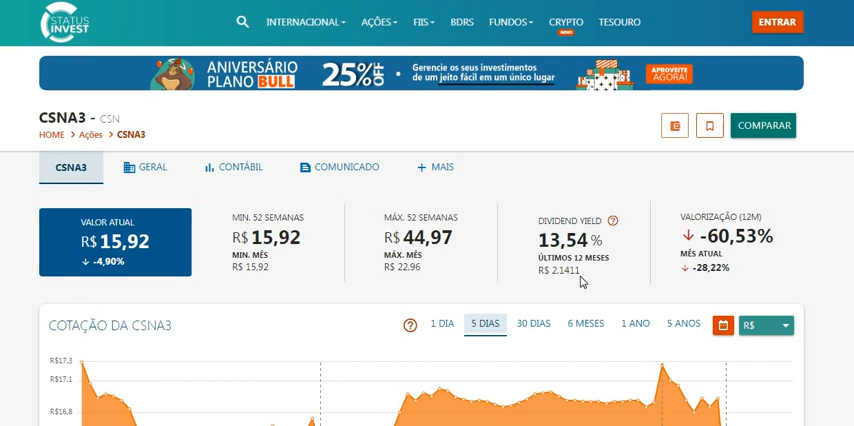 STATUS
INVEST
INTERNACIONAL
AÇÕES
FIIS
BDRS
FUNDOS
CRYPTO
TESOURO
ENTRAR
ANIVERSÁRIO
PLANO BULL
25% OFF
Gerencie os seus investimentos
de um jeito fácil em um único lugar
APROVEITE
AGORA!
CSNA3 - CSN
HOME > Ações > CSNA3
COMPARAR
CSNA3
GERAL
CONTÁBIL
COMUNICADO
+ MAIS
VALOR ATUAL
R$ 15,92
-4,90%
MIN. 52 SEMANAS
R$ 15,92
MIN. MÊS
R$ 15,92
MÁX. 52 SEMANAS
R$ 44,97
MÁX. MÊS
R$ 22,96
DIVIDEND YIELD ?
13,54 %
ÚLTIMOS 12 MESES
R$ 2,1411
VALORIZAÇÃO (12M)
-60,53%
MÊS ATUAL
-28,22%
COTAÇÃO DA CSNA3
?
1 DIA
5 DIAS
30 DIAS
6 MESES
1 ANO
5 ANOS
R$
R$17,3
R$17,1
R$16,8